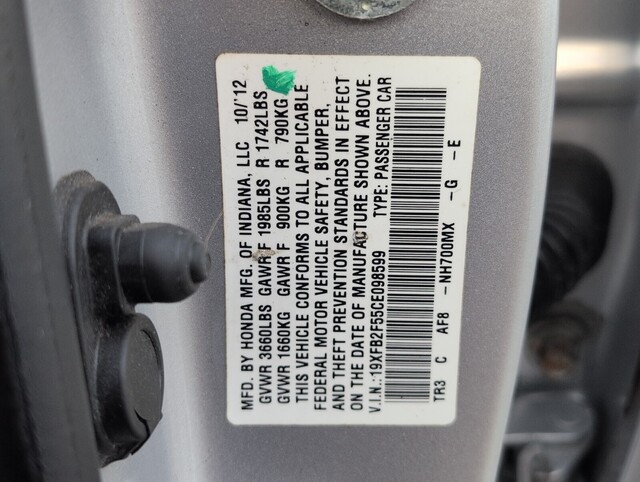 MFD. BY HONDA MFG. OF INDIANA, LLC 10/'12
GVWR 3660LBS GAWR F 1985LBS R 1742LBS
GVWR 1660KG GAWR F 900KG R 790KG
THIS VEHICLE CONFORMS TO ALL APPLICABLE
FEDERAL MOTOR VEHICLE SAFETY, BUMPER,
AND THEFT PREVENTION STANDARDS IN EFFECT
ON THE DATE OF MANUFACTURE SHOWN ABOVE.
V.I.N.:19XFB2F55CE098599 TYPE: PASSENGER CAR
TR3 C AF8 -NH700MIX -G -E